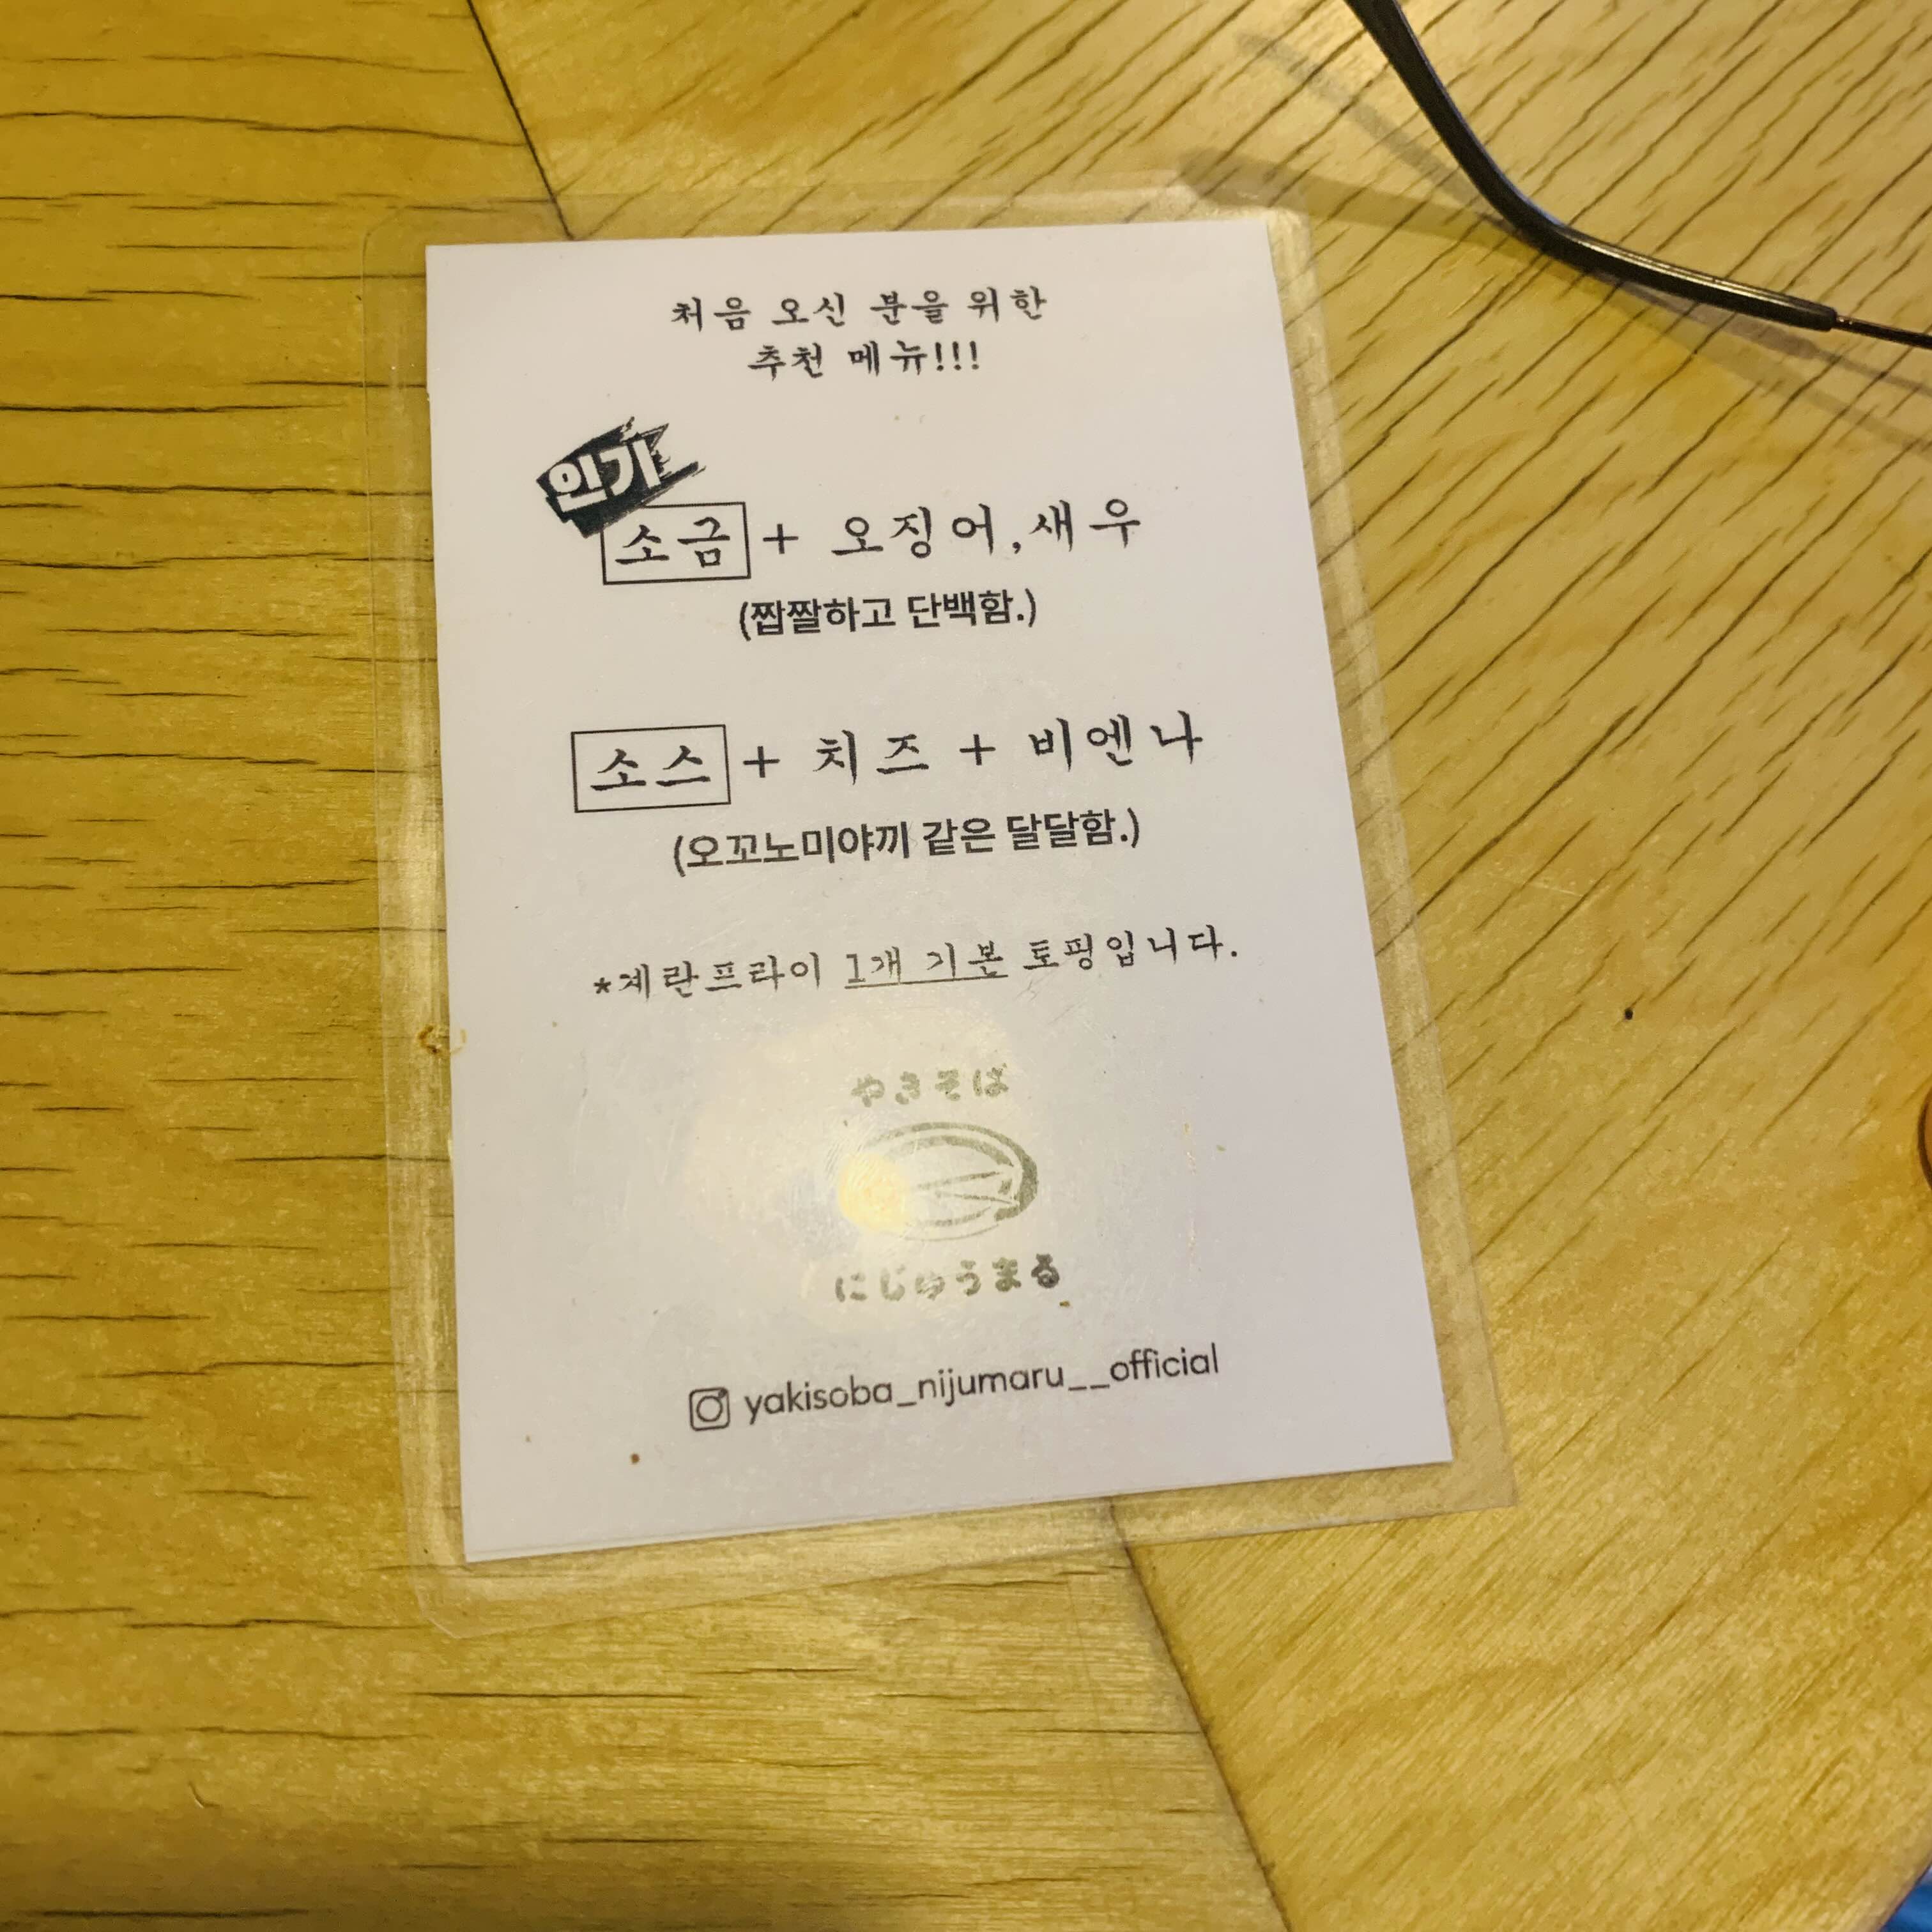 처음 오신 분을 위한
추천 메뉴!!!
인기
소금 + 오징어,새우
(짭짤하고 단백함.)
소스 + 치즈 + 비엔나
(오꼬노미야끼 같은 달달함.)
*계란프라이 1개 기본 토핑입니다.
やきそば
にじゅうまる
yakisoba_nijumaru__official